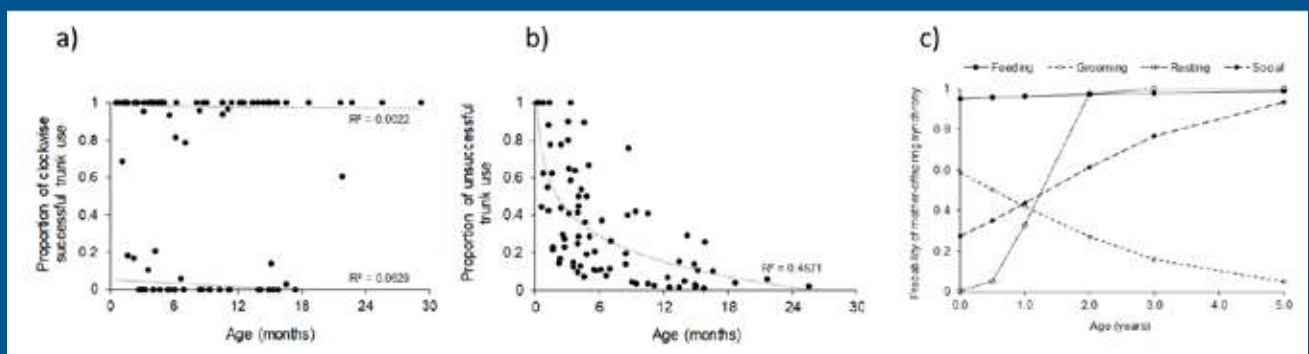 a)
Proportion of clockwise
successful trunk use
1
0.8
0.6
0.4
0.2
0
R² = 0.0022
R² = 0.0629
0
6
12
18
24
30
Age (months)
b)
Proportion of unsuccessful
trunk use
1
0.8
0.6
0.4
0.2
0
R² = 0.4571
0
6
12
18
24
30
Age (months)
c)
Feeding
Grooming
Resting
Social
Probability of mother-offspring synchrony
1
0.8
0.6
0.4
0.2
0
0.0
1.0
2.0
3.0
4.0
5.0
Age (years)